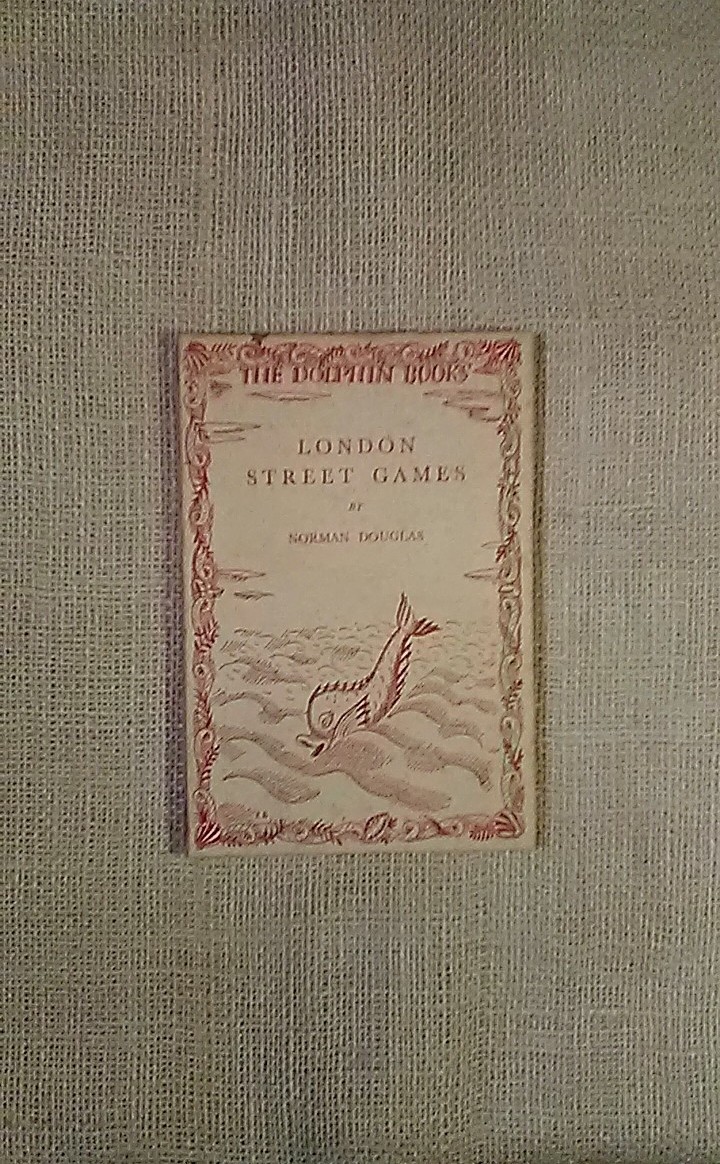 THE DOLPHIN BOOKS
LONDON
STREET GAMES
BY
NORMAN DOUGLAS